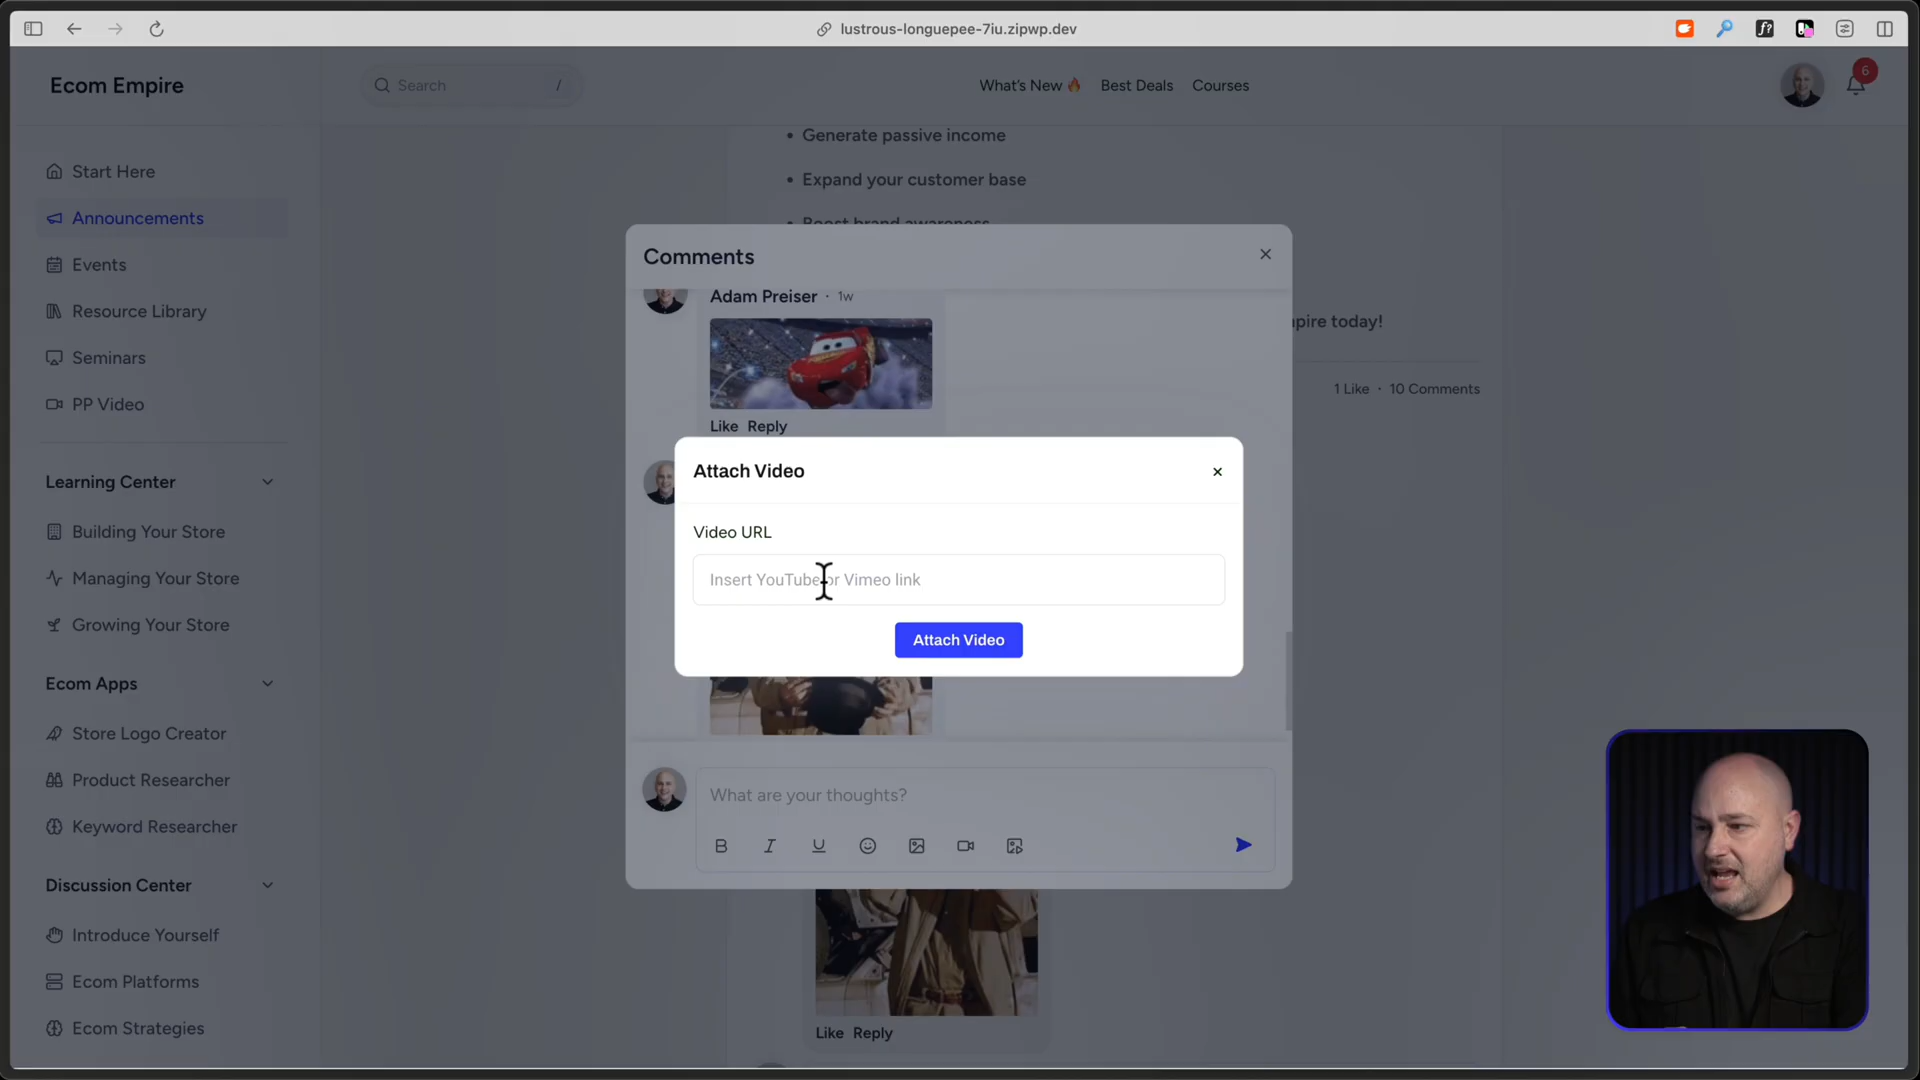 lustrous-longuepee-7iu.zipwp.dev
Ecom Empire
Search /
What's New 🔥 Best Deals Courses
6
Start Here
Announcements
Events
Resource Library
Seminars
PP Video
Learning Center
Building Your Store
Managing Your Store
Growing Your Store
Ecom Apps
Store Logo Creator
Product Researcher
Keyword Researcher
Discussion Center
Introduce Yourself
Ecom Platforms
Ecom Strategies
• Generate passive income
• Expand your customer base
• Boost brand awareness
pire today!
1 Like · 10 Comments
Comments
Adam Preiser · 1w
Like Reply
Attach Video
Video URL
Insert YouTube or Vimeo link
Attach Video
What are your thoughts?
B I U
Like Reply